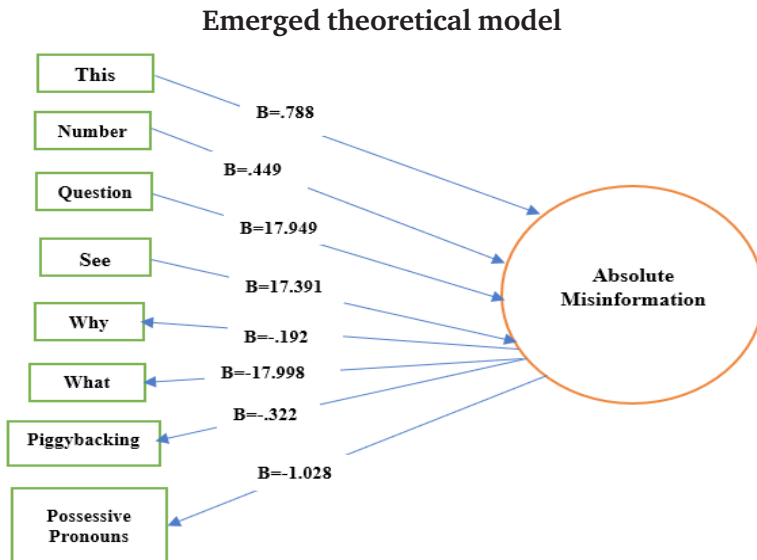 Emerged theoretical model
This
B=.788
Number
B=.449
Question
B=17.949
See
B=17.391
Absolute
Misinformation
Why
B=-.192
What
B=-17.998
Piggybacking
B=-.322
B=-1.028
Possessive
Pronouns